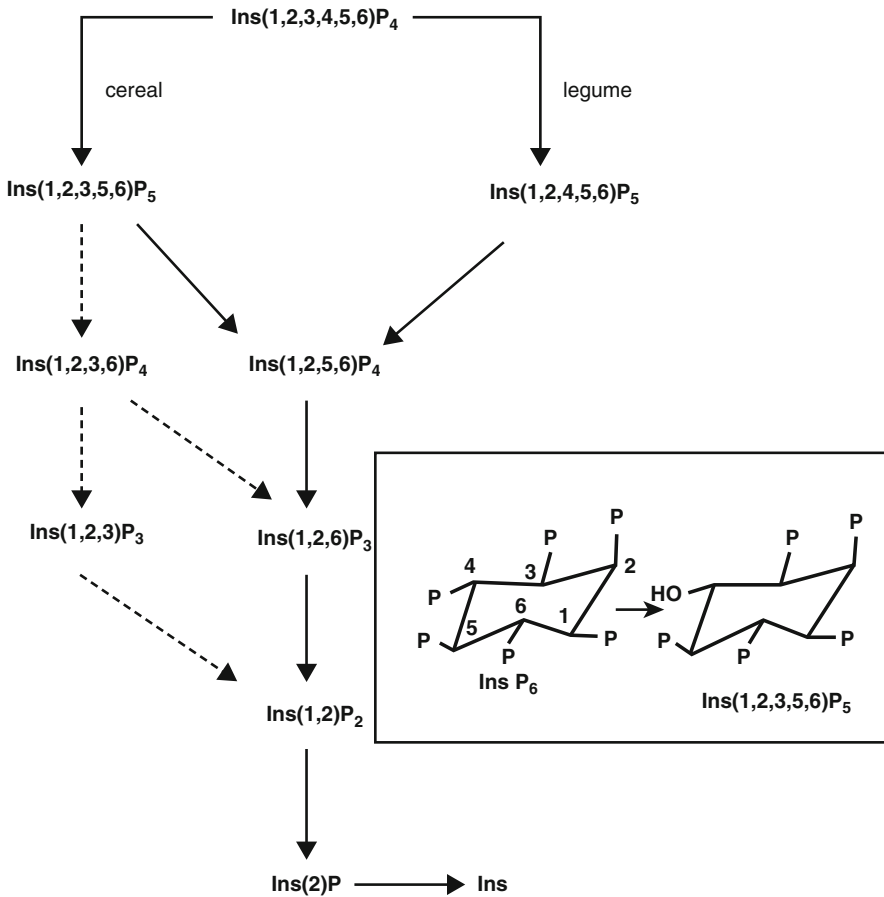 Ins(1,2,3,4,5,6)P4
cereal
legume
Ins(1,2,3,5,6)P5
Ins(1,2,4,5,6)P5
Ins(1,2,3,6)P4
Ins(1,2,5,6)P4
Ins(1,2,3)P3
Ins(1,2,6)P3
P
P
P
P
4
3
2
HO
P
6
5
1
P
P
P
P
P
P
Ins P6
Ins(1,2,3,5,6)P5
Ins(1,2)P2
Ins(2)P
Ins